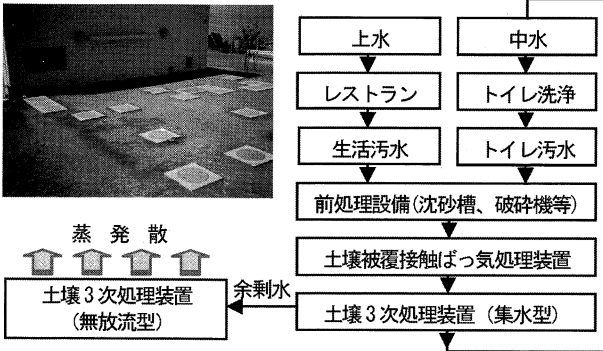 上水
中水
レストラン
トイレ洗浄
生活汚水
トイレ汚水
前処理設備(沈砂槽、破砕機等)
土壌被覆接触ばっ気処理装置
土壌3次処理装置(集水型)
余剰水
蒸発散
土壌3次処理装置
(無放流型)